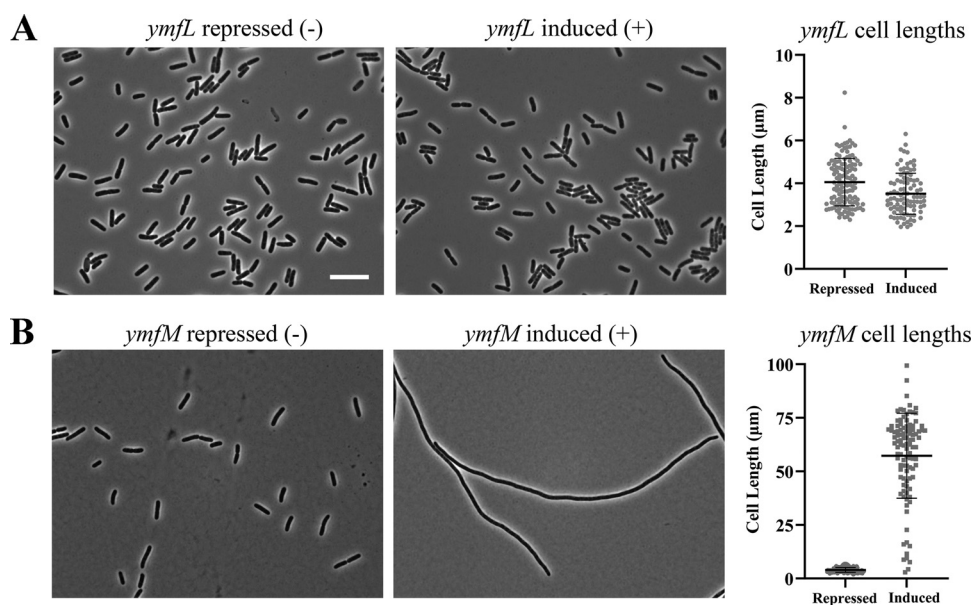 A
ymfL repressed (-)
ymfL induced (+)
ymfL cell lengths
Cell Length (μm)
10
8
6
4
2
0
Repressed
Induced
B
ymfM repressed (-)
ymfM induced (+)
ymfM cell lengths
Cell Length (μm)
100
75
50
25
0
Repressed
Induced